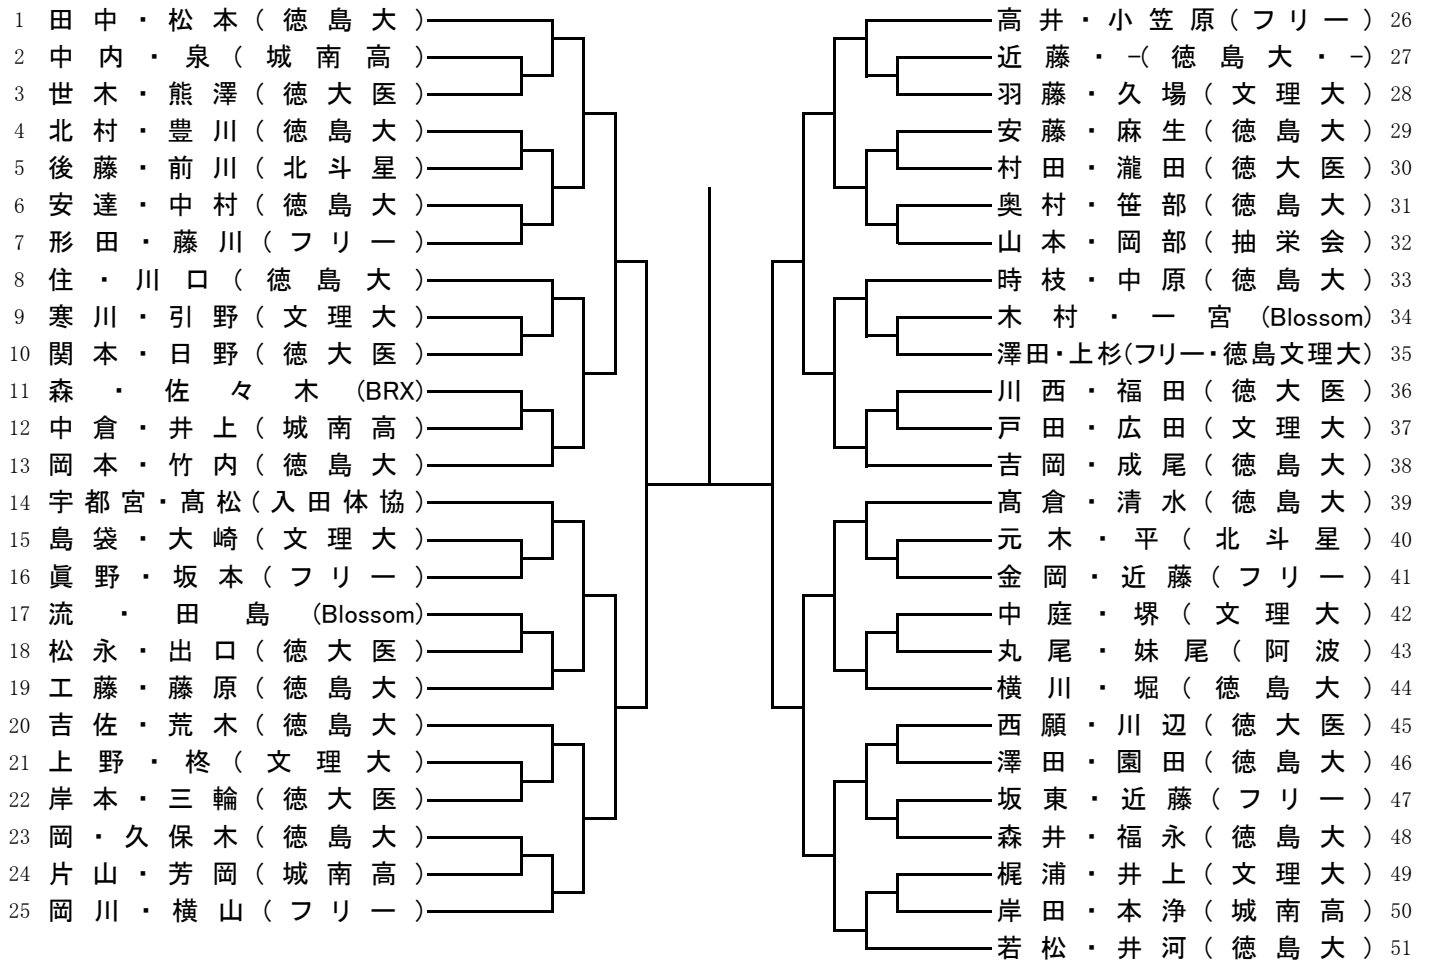 1 田中・松本(徳島大)
2 中内・泉(城南高)
3 世木・熊澤(徳大医)
4 北村・豊川(徳島大)
5 後藤・前川(北斗星)
6 安達・中村(徳島大)
7 形田・藤川(フリー)
8 住・川口(徳島大)
9 寒川・引野(文理大)
10 関本・日野(徳大医)
11 森・佐々木(BRX)
12 中倉・井上(城南高)
13 岡本・竹内(徳島大)
14 宇都宮・髙松(入田体協)
15 島袋・大崎(文理大)
16 眞野・坂本(フリー)
17 流・田島(Blossom)
18 松永・出口(徳大医)
19 工藤・藤原(徳島大)
20 吉佐・荒木(徳島大)
21 上野・柊(文理大)
22 岸本・三輪(徳大医)
23 岡・久保木(徳島大)
24 片山・芳岡(城南高)
25 岡川・横山(フリー)
高井・小笠原(フリー) 26
近藤・-(徳島大・-) 27
羽藤・久場(文理大) 28
安藤・麻生(徳島大) 29
村田・瀧田(徳大医) 30
奥村・笹部(徳島大) 31
山本・岡部(抽栄会) 32
時枝・中原(徳島大) 33
木村・一宮(Blossom) 34
澤田・上杉(フリー・徳島文理大) 35
川西・福田(徳大医) 36
戸田・広田(文理大) 37
吉岡・成尾(徳島大) 38
髙倉・清水(徳島大) 39
元木・平(北斗星) 40
金岡・近藤(フリー) 41
中庭・堺(文理大) 42
丸尾・妹尾(阿波) 43
横川・堀(徳島大) 44
西願・川辺(徳大医) 45
澤田・園田(徳島大) 46
坂東・近藤(フリー) 47
森井・福永(徳島大) 48
梶浦・井上(文理大) 49
岸田・本浄(城南高) 50
若松・井河(徳島大) 51